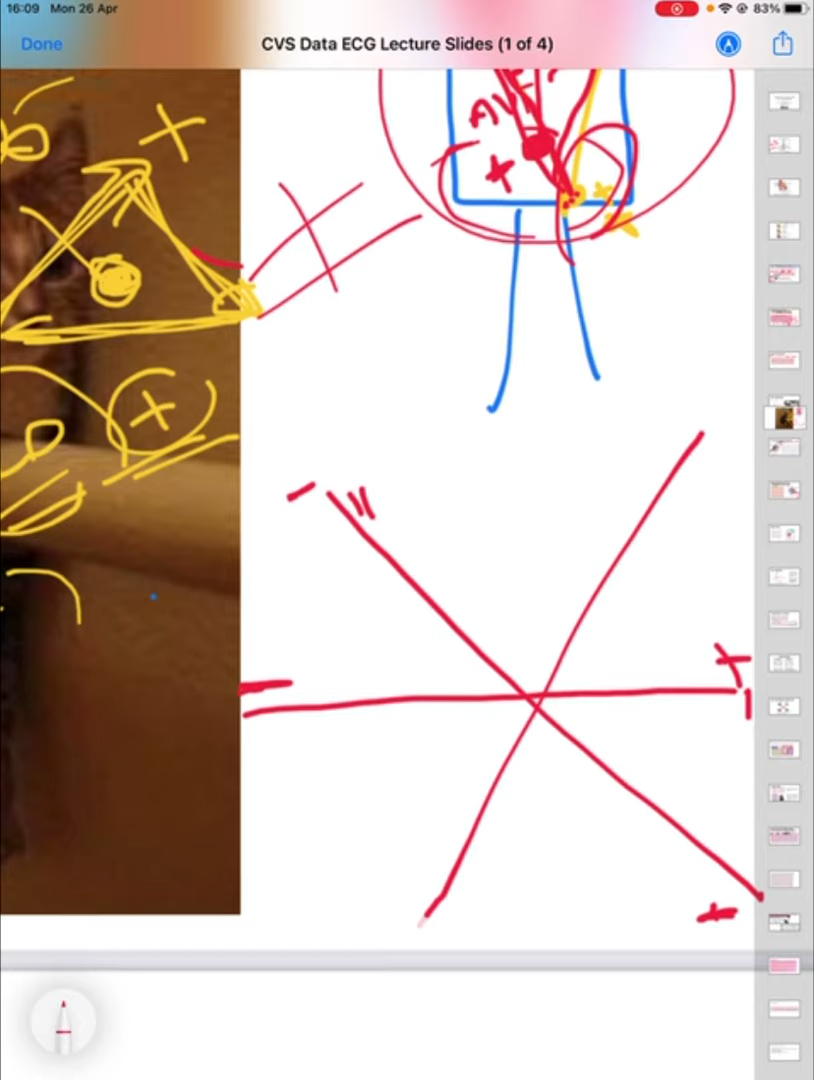 16:09 Mon 26 Apr
83%
Done
CVS Data ECG Lecture Slides (1 of 4)
AVF
+
+
+
-
II
-
+
I
+